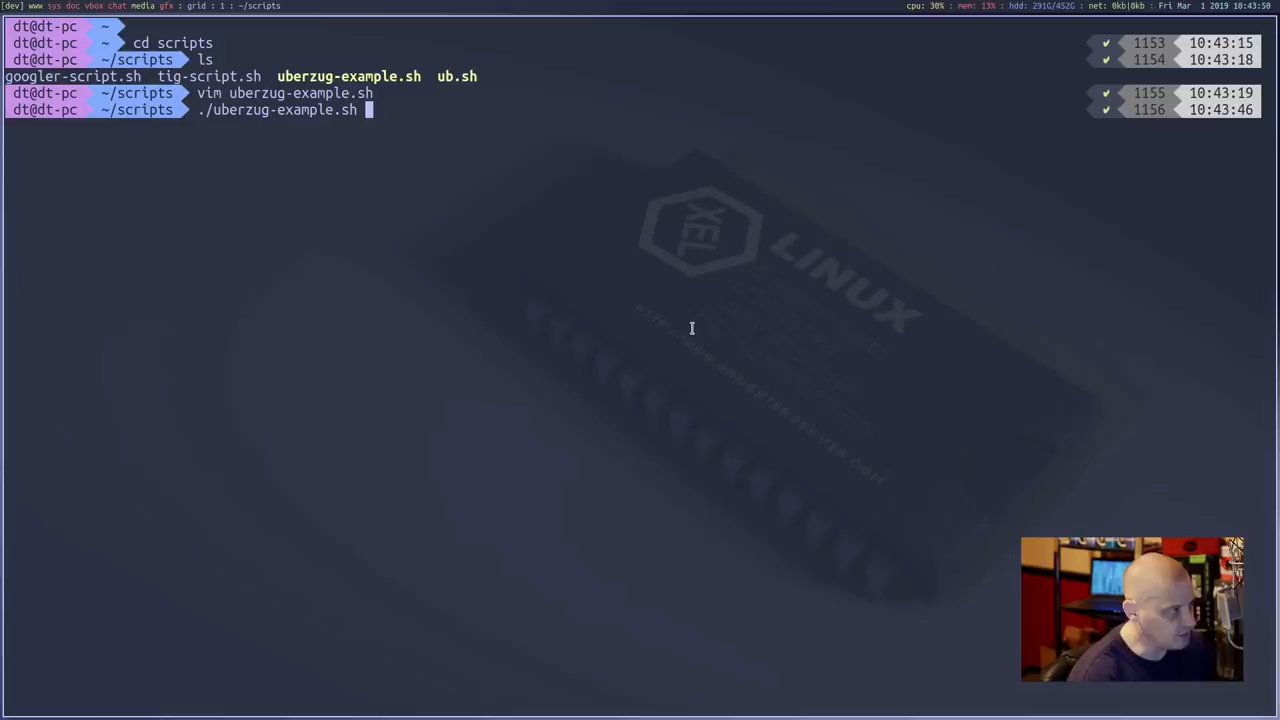 [dev] www sys doc vbox chat media gfx : grid : 1 : ~/scripts cpu: 30% : mem: 13% : hdd: 291G/452G : net: 0kb|0kb : Fri Mar 1 2019 10:43:50
dt@dt-pc ~
dt@dt-pc ~ cd scripts ✔ 1153 10:43:15
dt@dt-pc ~/scripts ls ✔ 1154 10:43:18
googler-script.sh tig-script.sh uberzug-example.sh ub.sh
dt@dt-pc ~/scripts vim uberzug-example.sh ✔ 1155 10:43:19
dt@dt-pc ~/scripts ./uberzug-example.sh ✔ 1156 10:43:46
XEL
LINUX